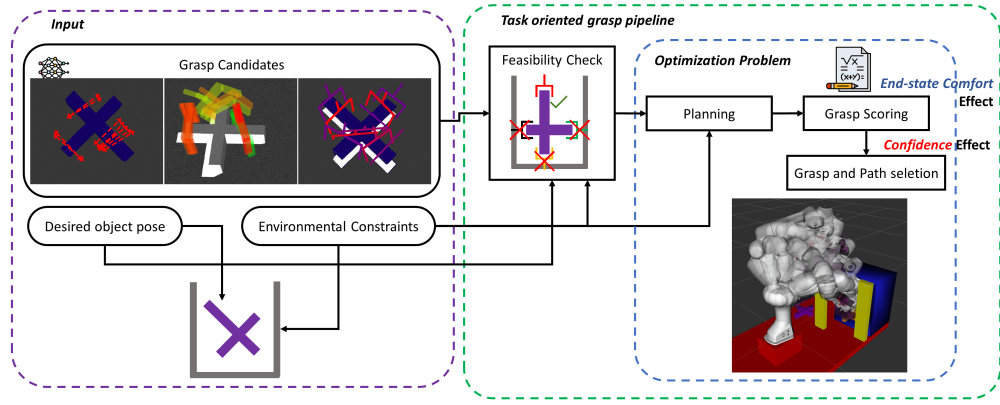 Input
Task oriented grasp pipeline
Grasp Candidates
Feasibility Check
Optimization Problem
√X
(X+Y)=
End-state Comfort
Effect
Planning
Grasp Scoring
Confidence Effect
Grasp and Path seletion
Desired object pose
Environmental Constraints